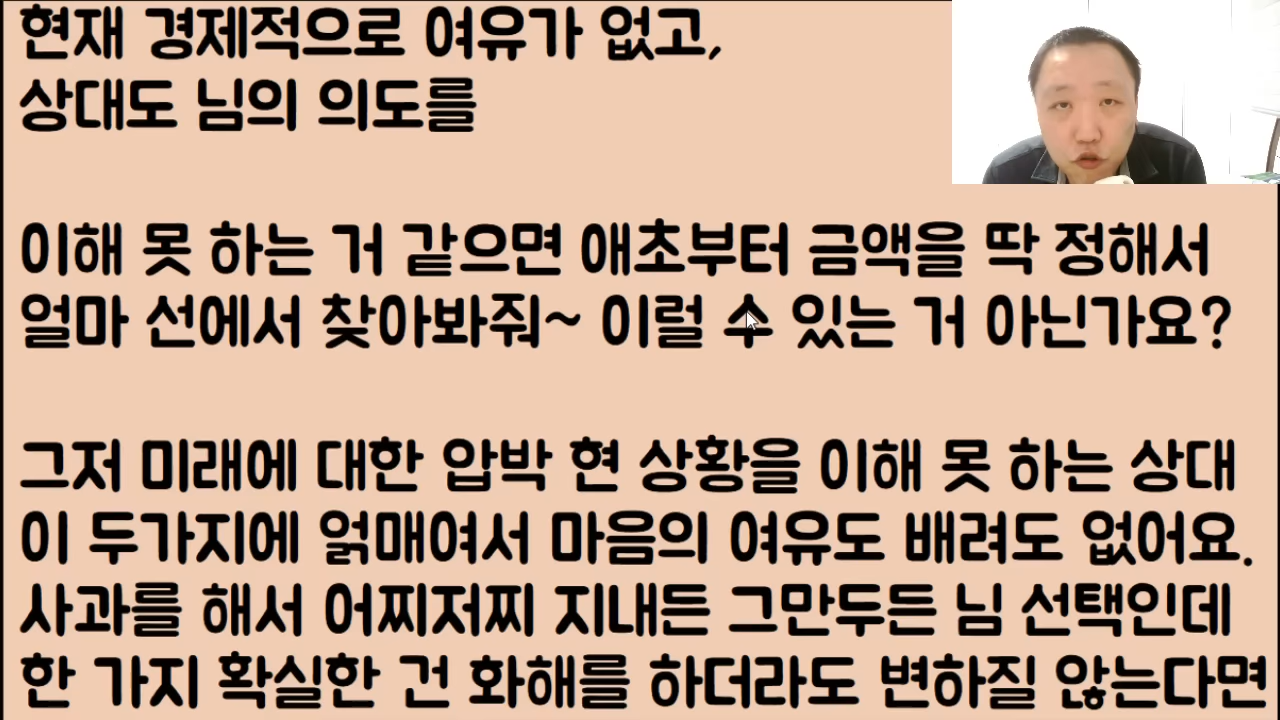 현재 경제적으로 여유가 없고,
상대도 님의 의도를
이해 못 하는 거 같으면 애초부터 금액을 딱 정해서
얼마 선에서 찾아봐줘~ 이럴 수 있는 거 아닌가요?
그저 미래에 대한 압박 현 상황을 이해 못 하는 상대
이 두가지에 얽매여서 마음의 여유도 배려도 없어요.
사과를 해서 어찌저찌 지내든 그만두든 님 선택인데
한 가지 확실한 건 화해를 하더라도 변하질 않는다면